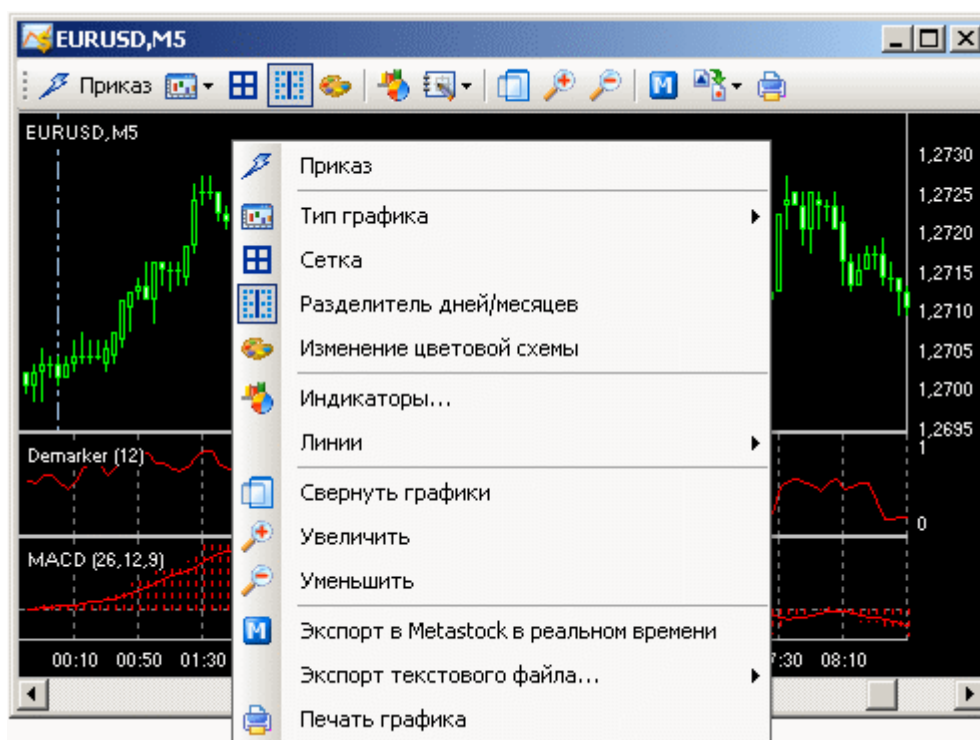 EURUSD,M5
Приказ
EURUSD,M5
1,2730
1,2725
1,2720
1,2715
1,2710
1,2705
1,2700
1,2695
Приказ
Тип графика
Сетка
Разделитель дней/месяцев
Изменение цветовой схемы
Индикаторы...
Линии
Свернуть графики
Увеличить
Уменьшить
Экспорт в Metastock в реальном времени
Экспорт текстового файла...
Печать графика
Demarker (12)
1
0
MACD (26,12,9)
00:10 00:50 01:30 :30 08:10